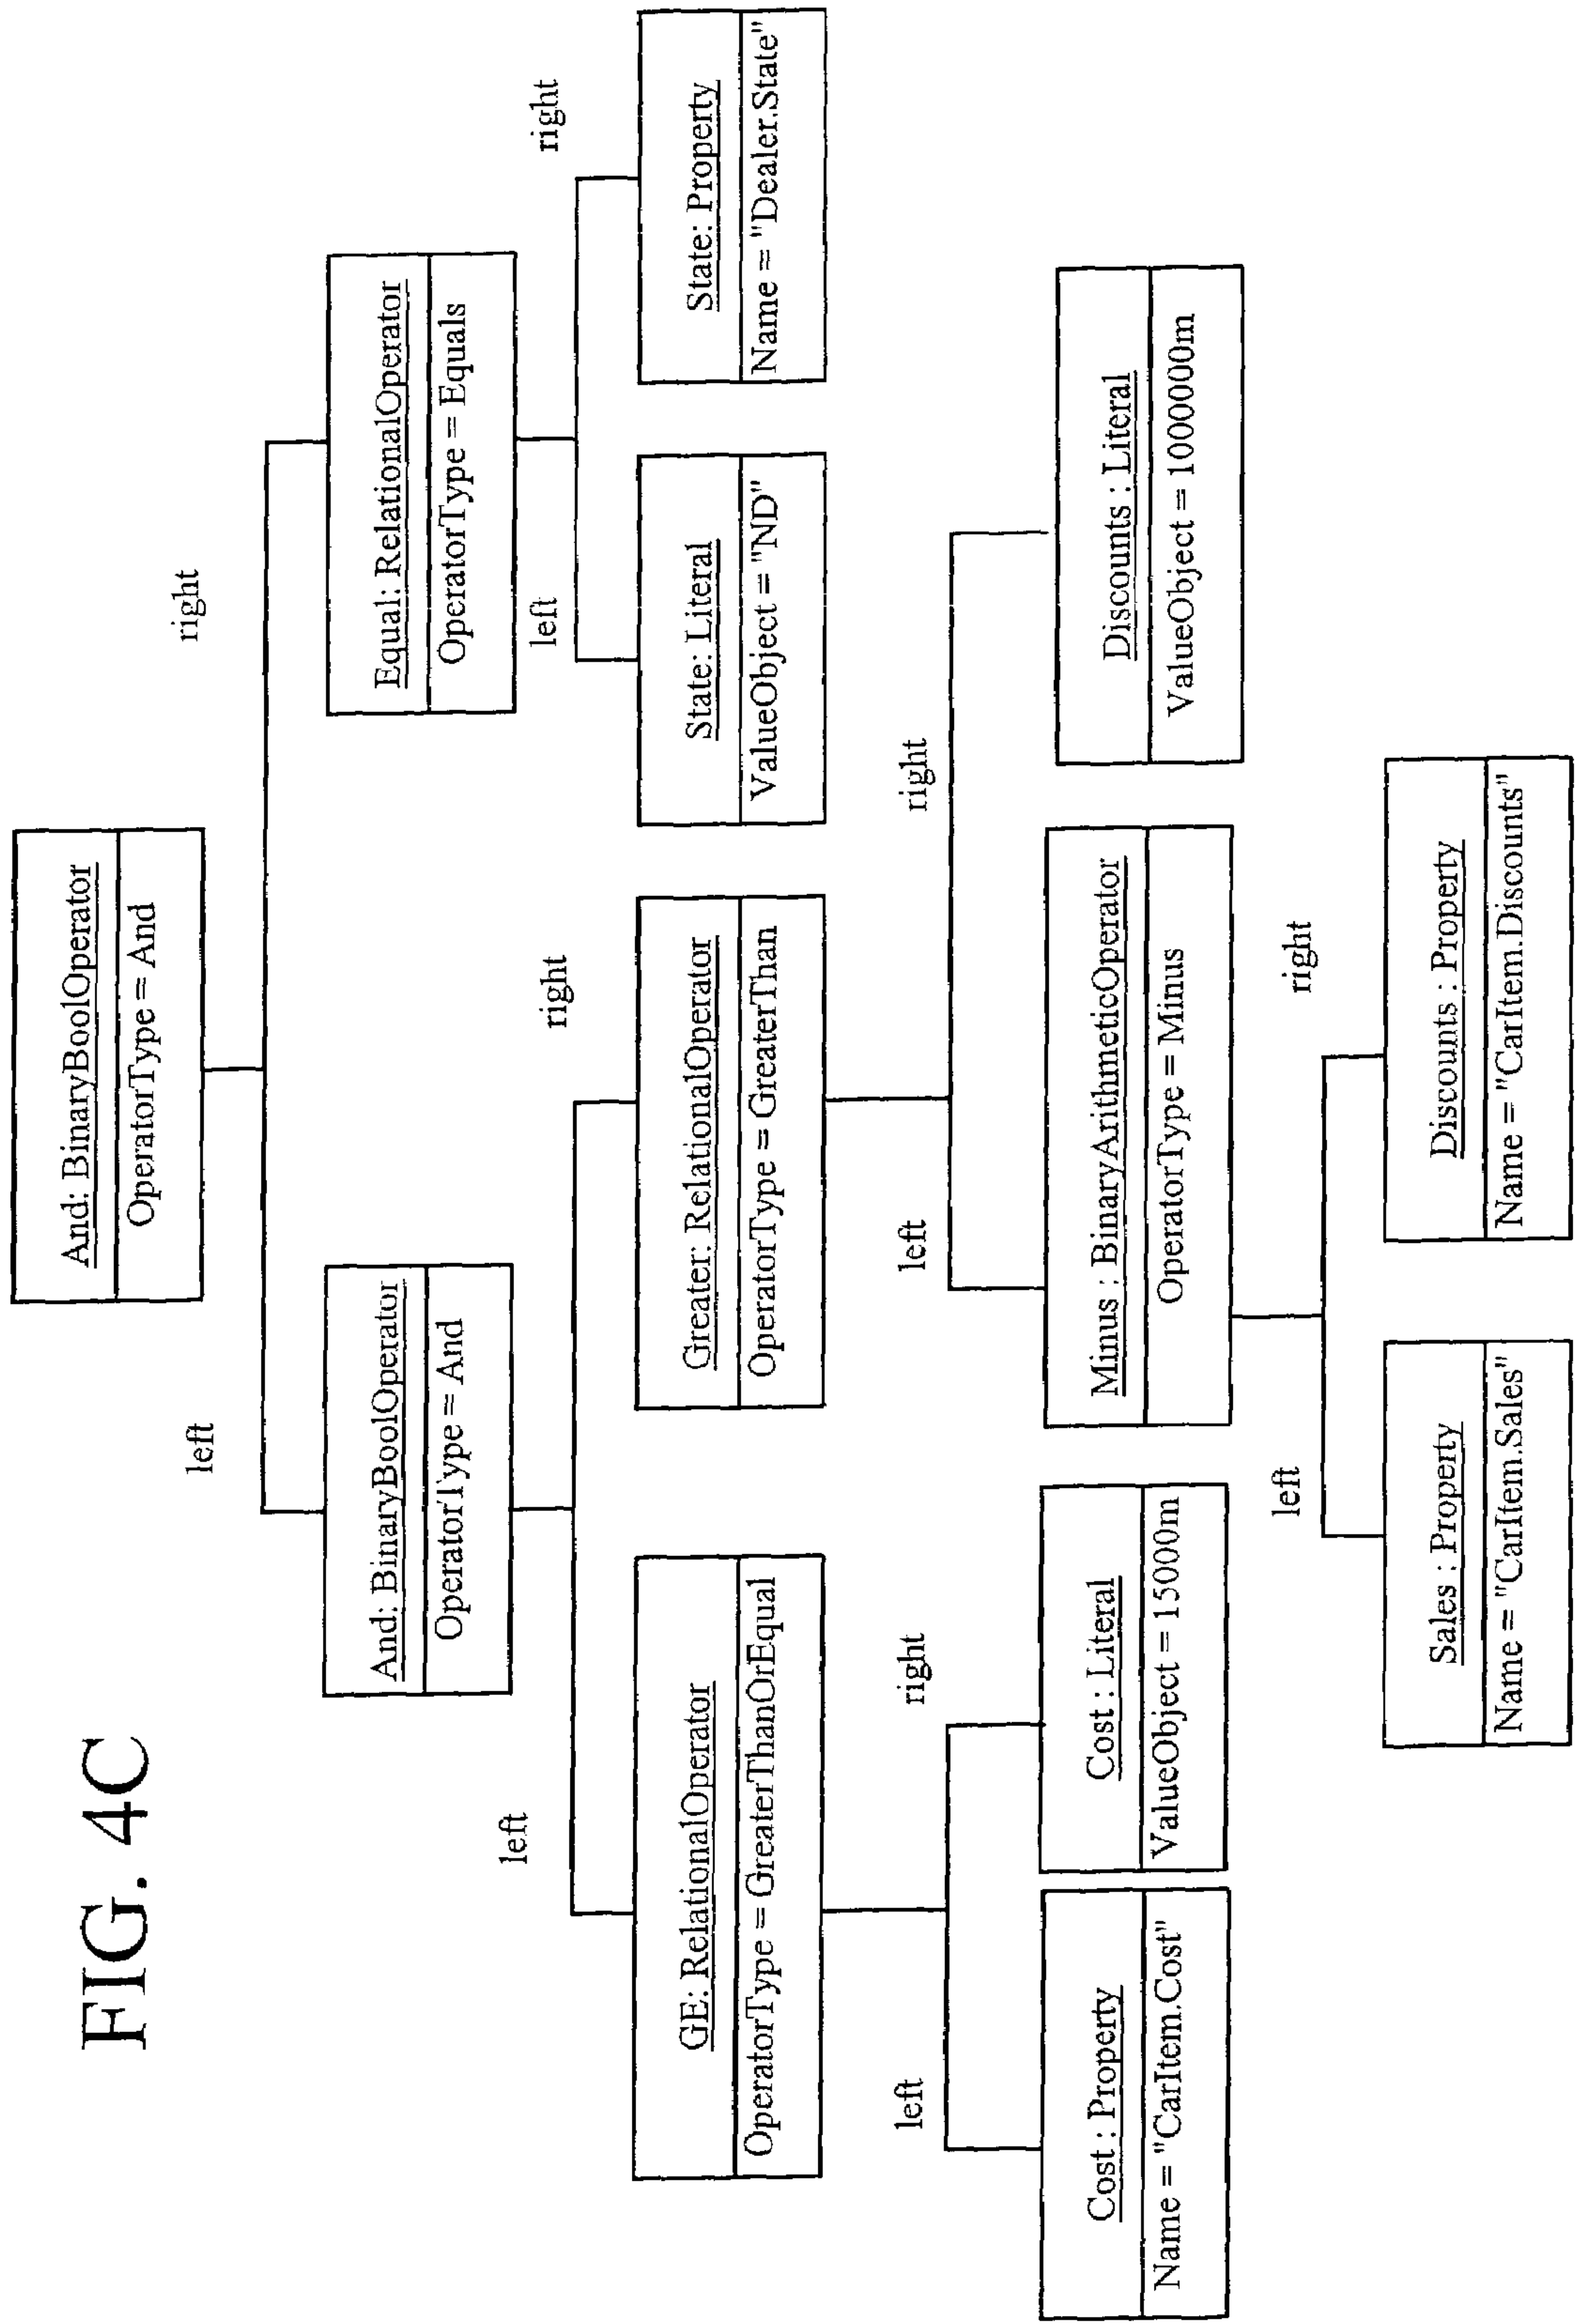 FIG. 4C
And: BinaryBoolOperator
OperatorType = And
left
right
And: BinaryBoolOperator
OperatorType = And
Equal: RelationalOperator
OperatorType = Equals
left
right
left
right
GE: RelationalOperator
OperatorType = GreaterThanOrEqual
Greater: RelationalOperator
OperatorType = GreaterThan
State: Literal
ValueObject = "ND"
State: Property
Name = "Dealer.State"
left
right
left
right
Cost : Property
Name = "CarItem.Cost"
Cost : Literal
ValueObject = 15000m
Minus : BinaryArithmeticOperator
OperatorType = Minus
Discounts : Literal
ValueObject = 100000m
left
right
Sales : Property
Name = "CarItem.Sales"
Discounts : Property
Name = "CarItem.Discounts"